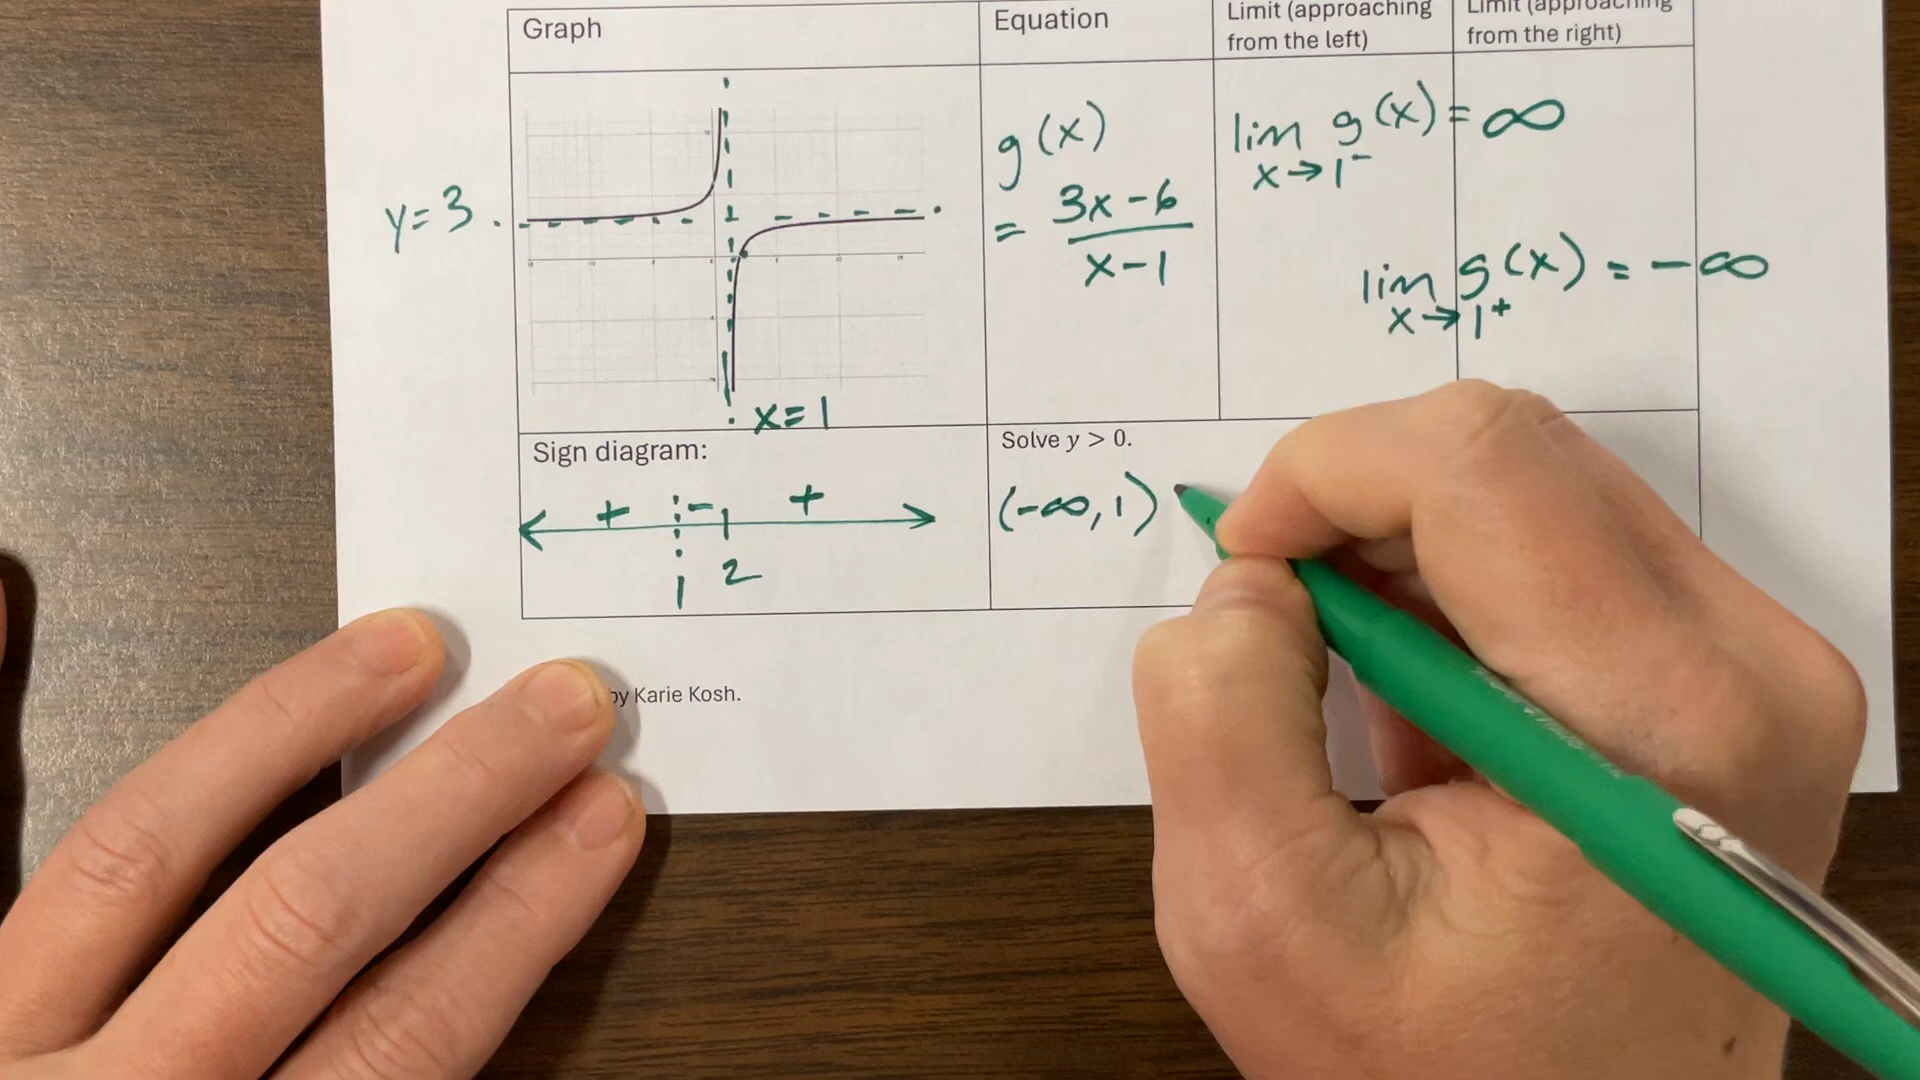 Graph
Equation
Limit (approaching
from the left)
Limit (approaching
from the right)
y = 3
x = 1
g(x)
= (3x - 6)/(x - 1)
lim g(x) = ∞
x → 1⁻
lim g(x) = -∞
x → 1⁺
Sign diagram:
+ - +
1 2
Solve y > 0.
(-∞, 1)
by Karie Kosh.